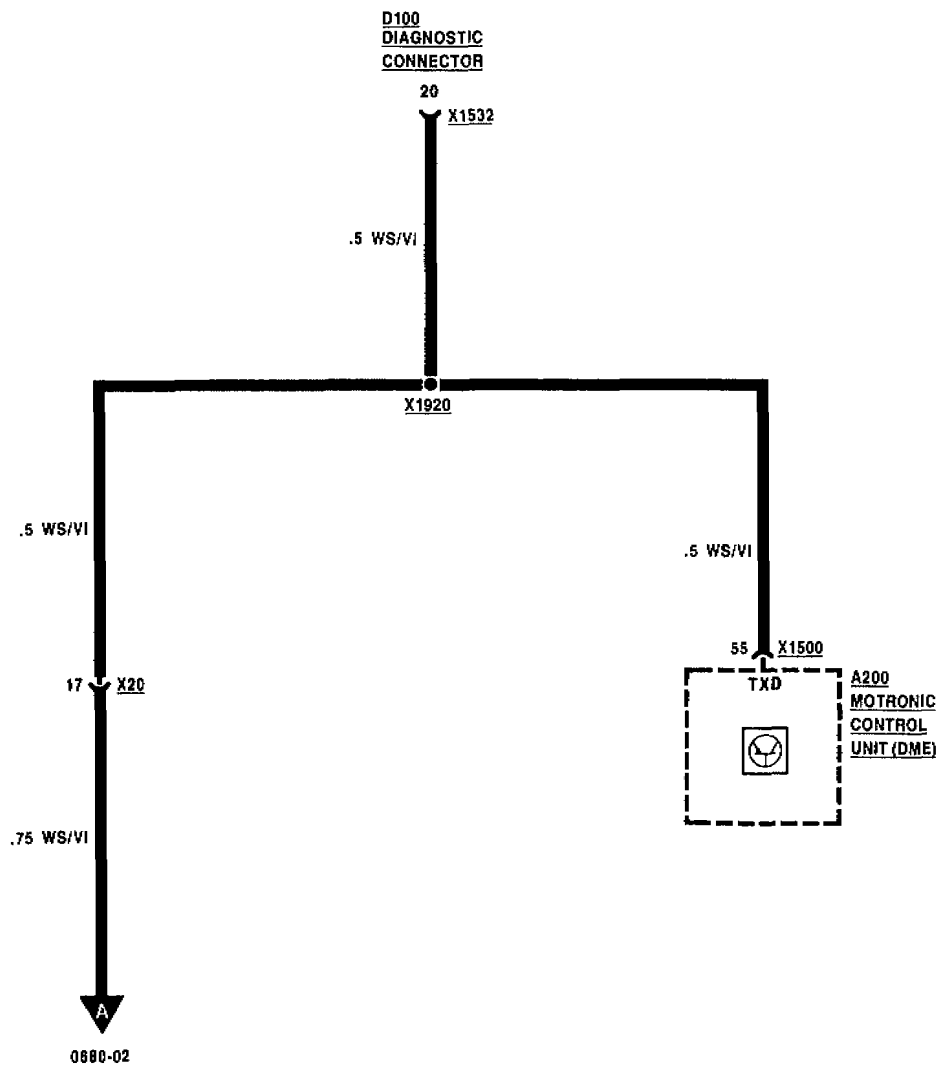 D100
DIAGNOSTIC
CONNECTOR
20
X1532
.5 WS/VI
X1920
.5 WS/VI
.5 WS/VI
55
X1500
TXD
A200
MOTRONIC
CONTROL
UNIT (DME)
17
X20
.75 WS/VI
A
0680-02